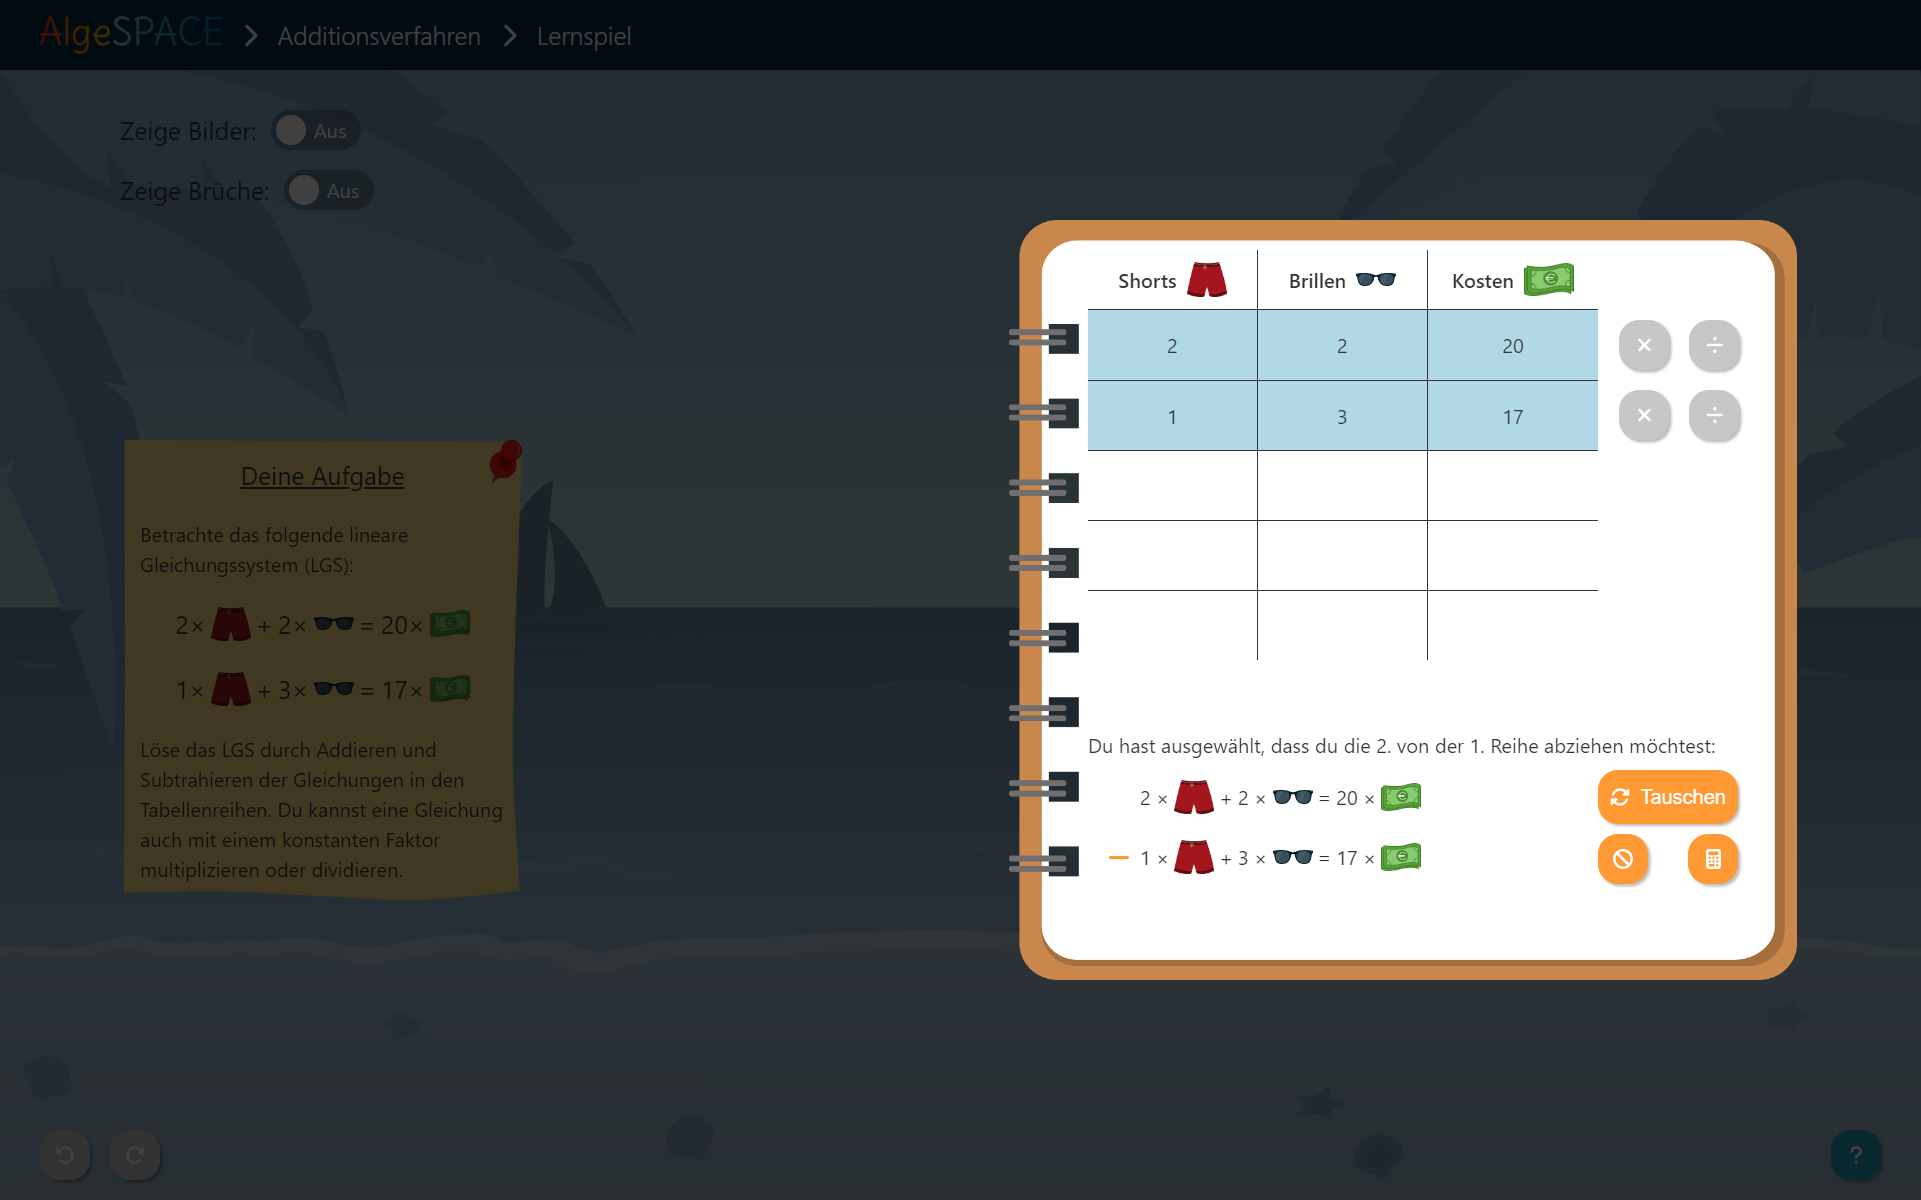 AlgeSPACE > Additionsverfahren > Lernspiel
Zeige Bilder: Aus
Zeige Brüche: Aus
Deine Aufgabe
Betrachte das folgende lineare
Gleichungssystem (LGS):
2× + 2× = 20×
1× + 3× = 17×
Löse das LGS durch Addieren und
Subtrahieren der Gleichungen in den
Tabellenreihen. Du kannst eine Gleichung
auch mit einem konstanten Faktor
multiplizieren oder dividieren.
Shorts Brillen Kosten
2 2 20 × ÷
1 3 17 × ÷
Du hast ausgewählt, dass du die 2. von der 1. Reihe abziehen möchtest:
2 × + 2 × = 20 × Tauschen
− 1 × + 3 × = 17 ×
?